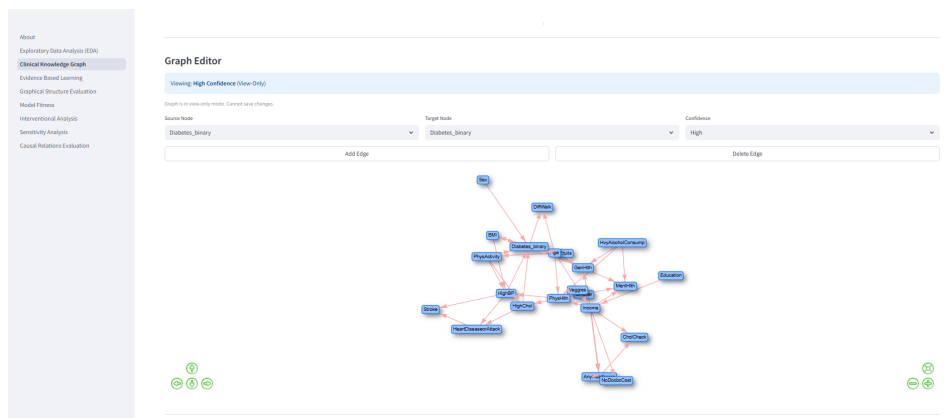 About
Exploratory Data Analysis (EDA)
Clinical Knowledge Graph
Evidence Based Learning
Graphical Structure Evaluation
Model Fitness
Interventional Analysis
Sensitivity Analysis
Causal Relations Evaluation
Graph Editor
Viewing: High Confidence (View-Only)
Graph is in view-only mode. Cannot save changes.
Source Node
Target Node
Confidence
Diabetes_binary
Diabetes_binary
High
Add Edge
Delete Edge
Sex
DiffWalk
BMI
Diabetes_binary
HvyAlcoholConsump
PhysActivity
GenHlth
Education
MentHlth
Veggies
HighBP
PhysHlth
HighChol
Income
Stroke
HeartDiseaseorAttack
CholCheck
NoDocbcCost